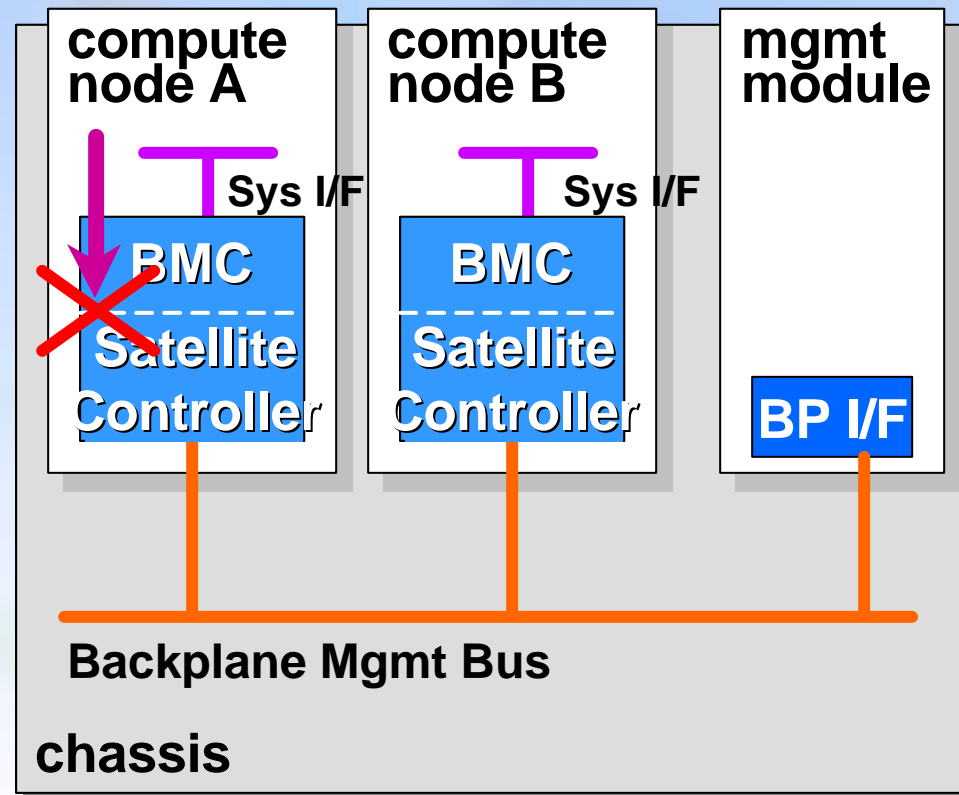 compute
node A
Sys I/F
BMC
Satellite
Controller
compute
node B
Sys I/F
BMC
Satellite
Controller
mgmt
module
BP I/F
Backplane Mgmt Bus
chassis